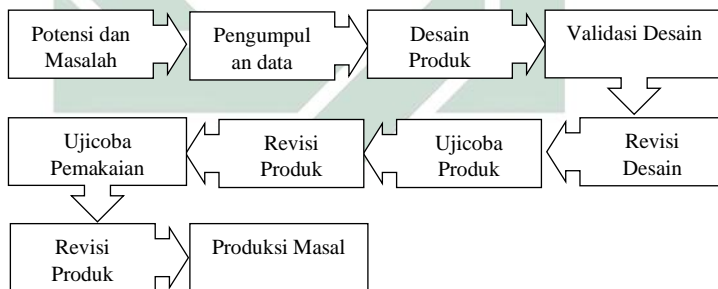 Potensi dan
Masalah
Pengumpul
an data
Desain
Produk
Validasi Desain
Revisi
Desain
Ujicoba
Produk
Revisi
Produk
Ujicoba
Pemakaian
Revisi
Produk
Produksi Masal